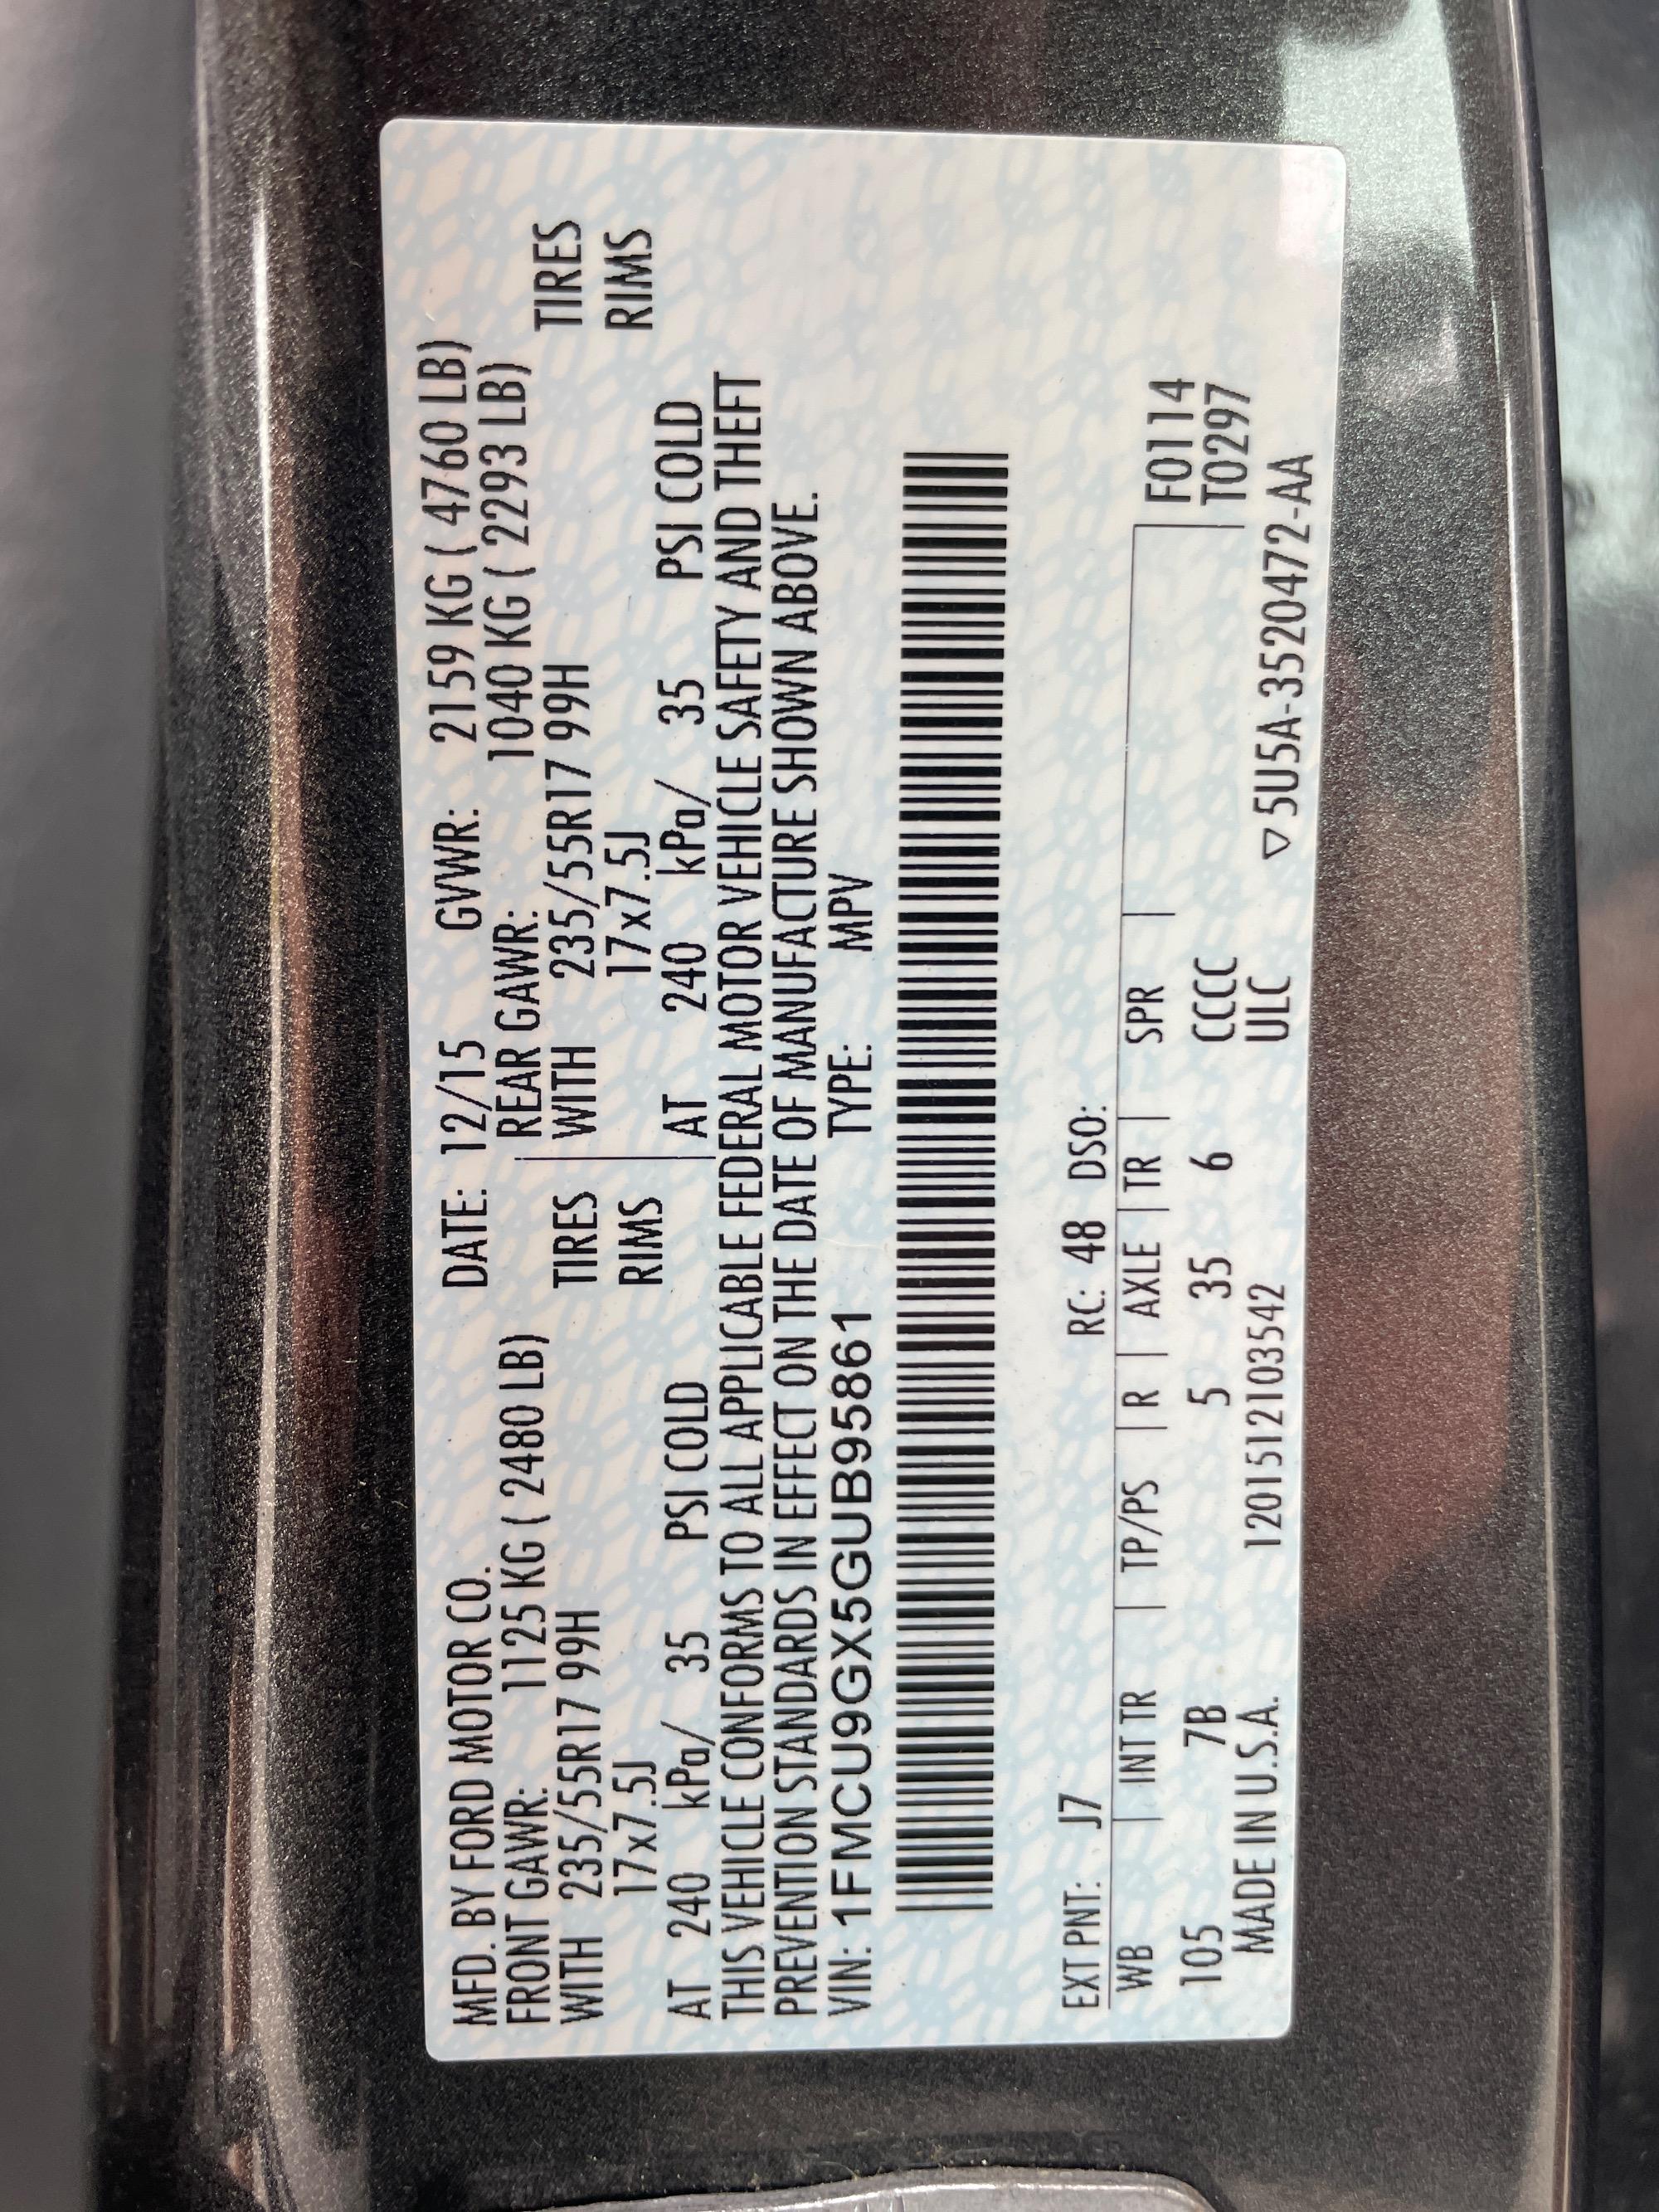 MFD. BY FORD MOTOR CO. DATE: 12/15 GVWR: 2159 KG ( 4760 LB)
FRONT GAWR: 1125 KG ( 2480 LB) REAR GAWR: 1040 KG ( 2293 LB)
WITH 235/55R17 99H TIRES WITH 235/55R17 99H TIRES
17x7.5J RIMS 17x7.5J RIMS
AT 240 kPa/ 35 PSI COLD AT 240 kPa/ 35 PSI COLD
THIS VEHICLE CONFORMS TO ALL APPLICABLE FEDERAL MOTOR VEHICLE SAFETY AND THEFT
PREVENTION STANDARDS IN EFFECT ON THE DATE OF MANUFACTURE SHOWN ABOVE.
VIN: 1FMCU9GX5GUB95861 TYPE: MPV
EXT PNT: J7 RC: 48 DSO:
WB | INT TR | TP/PS | R | AXLE | TR | SPR |
F0114
105 7B 5 35 6 CCCC T0297
MADE IN U.S.A. 120151210354​2 ULC ▽5U5A-3520472-AA